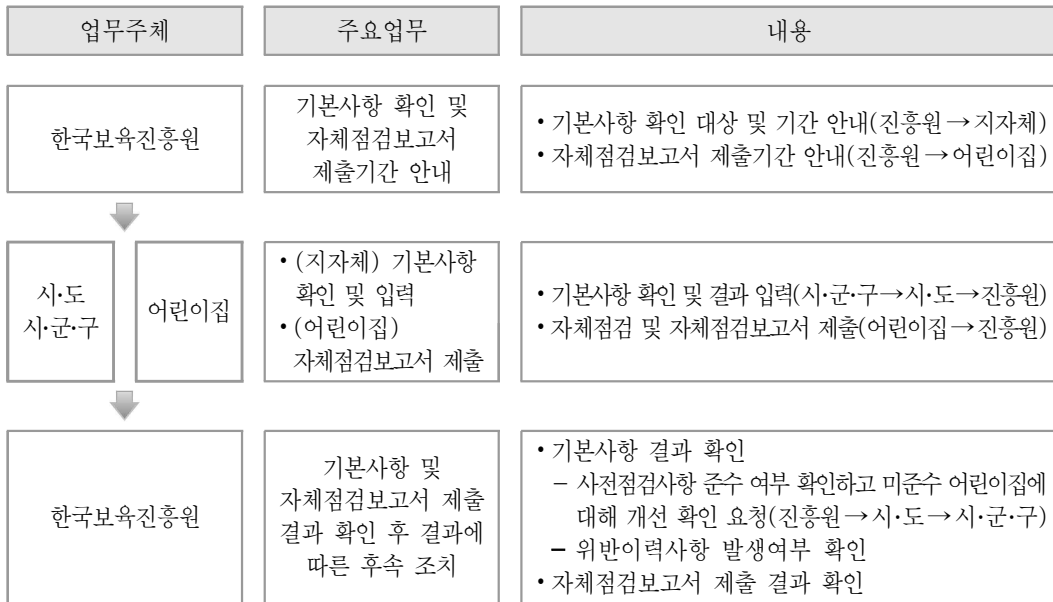 업무주체
주요업무
내용
한국보육진흥원
기본사항 확인 및
자체점검보고서
제출기간 안내
• 기본사항 확인 대상 및 기간 안내(진흥원→지자체)
• 자체점검보고서 제출기간 안내(진흥원→어린이집)
시·도
시·군·구
어린이집
• (지자체) 기본사항
확인 및 입력
• (어린이집)
자체점검보고서 제출
• 기본사항 확인 및 결과 입력(시·군·구→시·도→진흥원)
• 자체점검 및 자체점검보고서 제출(어린이집→진흥원)
한국보육진흥원
기본사항 및
자체점검보고서 제출
결과 확인 후 결과에
따른 후속 조치
• 기본사항 결과 확인
– 사전점검사항 준수 여부 확인하고 미준수 어린이집에
대해 개선 확인 요청(진흥원→시·도→시·군·구)
– 위반이력사항 발생여부 확인
• 자체점검보고서 제출 결과 확인